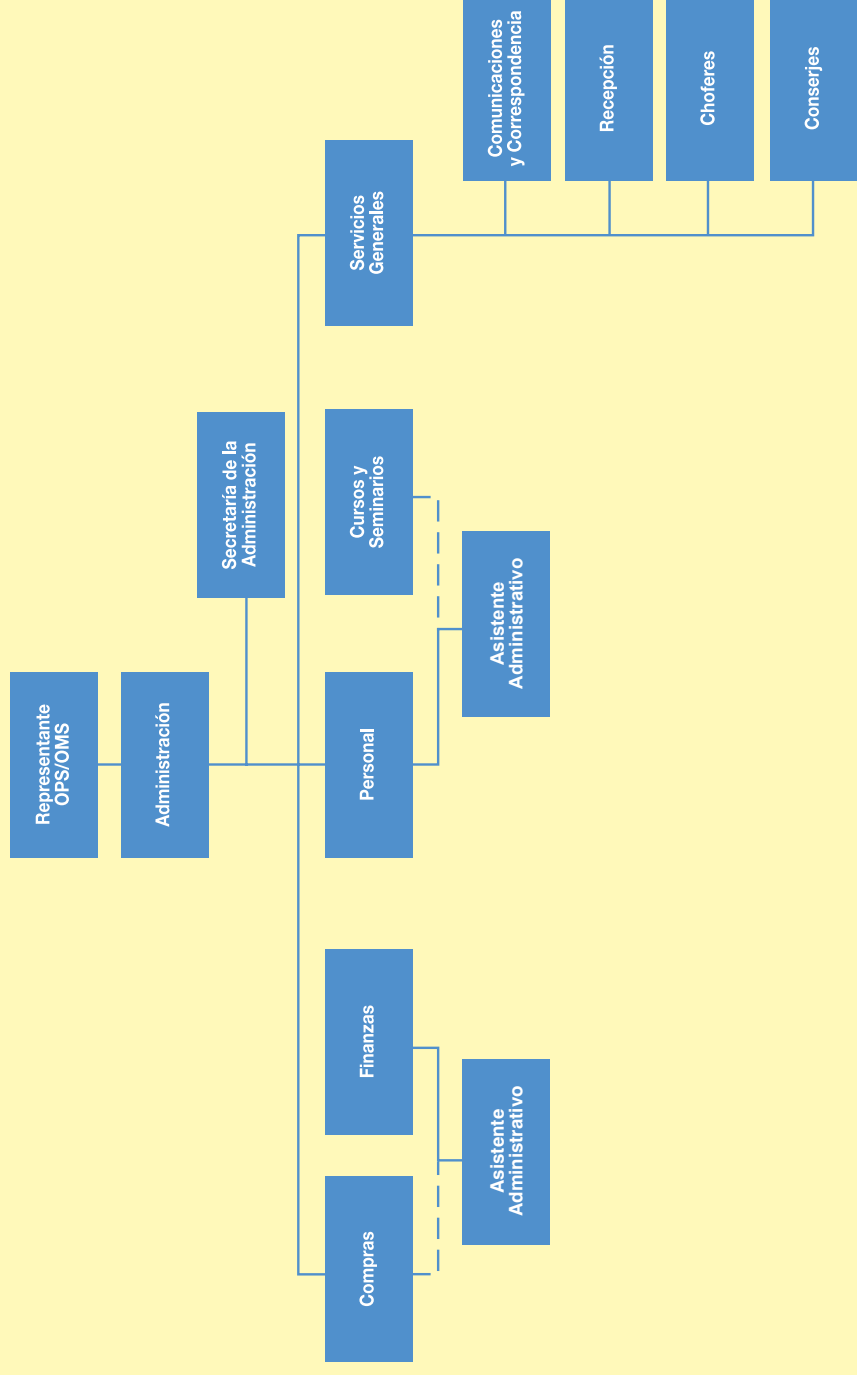 Representante
OPS/OMS
Administración
Secretaría de la
Administración
Compras
Finanzas
Personal
Cursos y
Seminarios
Servicios
Generales
Asistente
Administrativo
Asistente
Administrativo
Comunicaciones
y Correspondencia
Recepción
Choferes
Conserjes